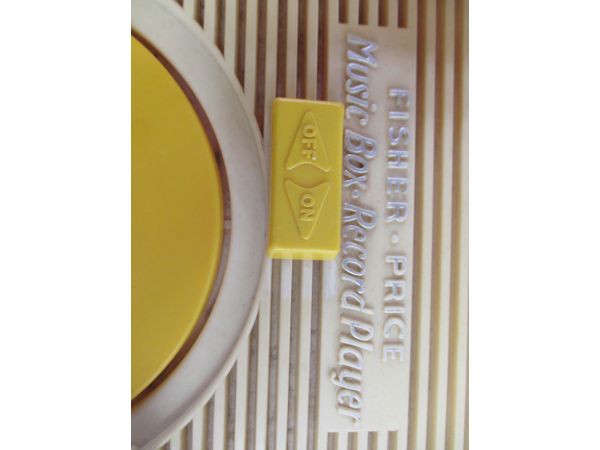 FISHER · PRICE
Music Box · Record Player
OFF
ON